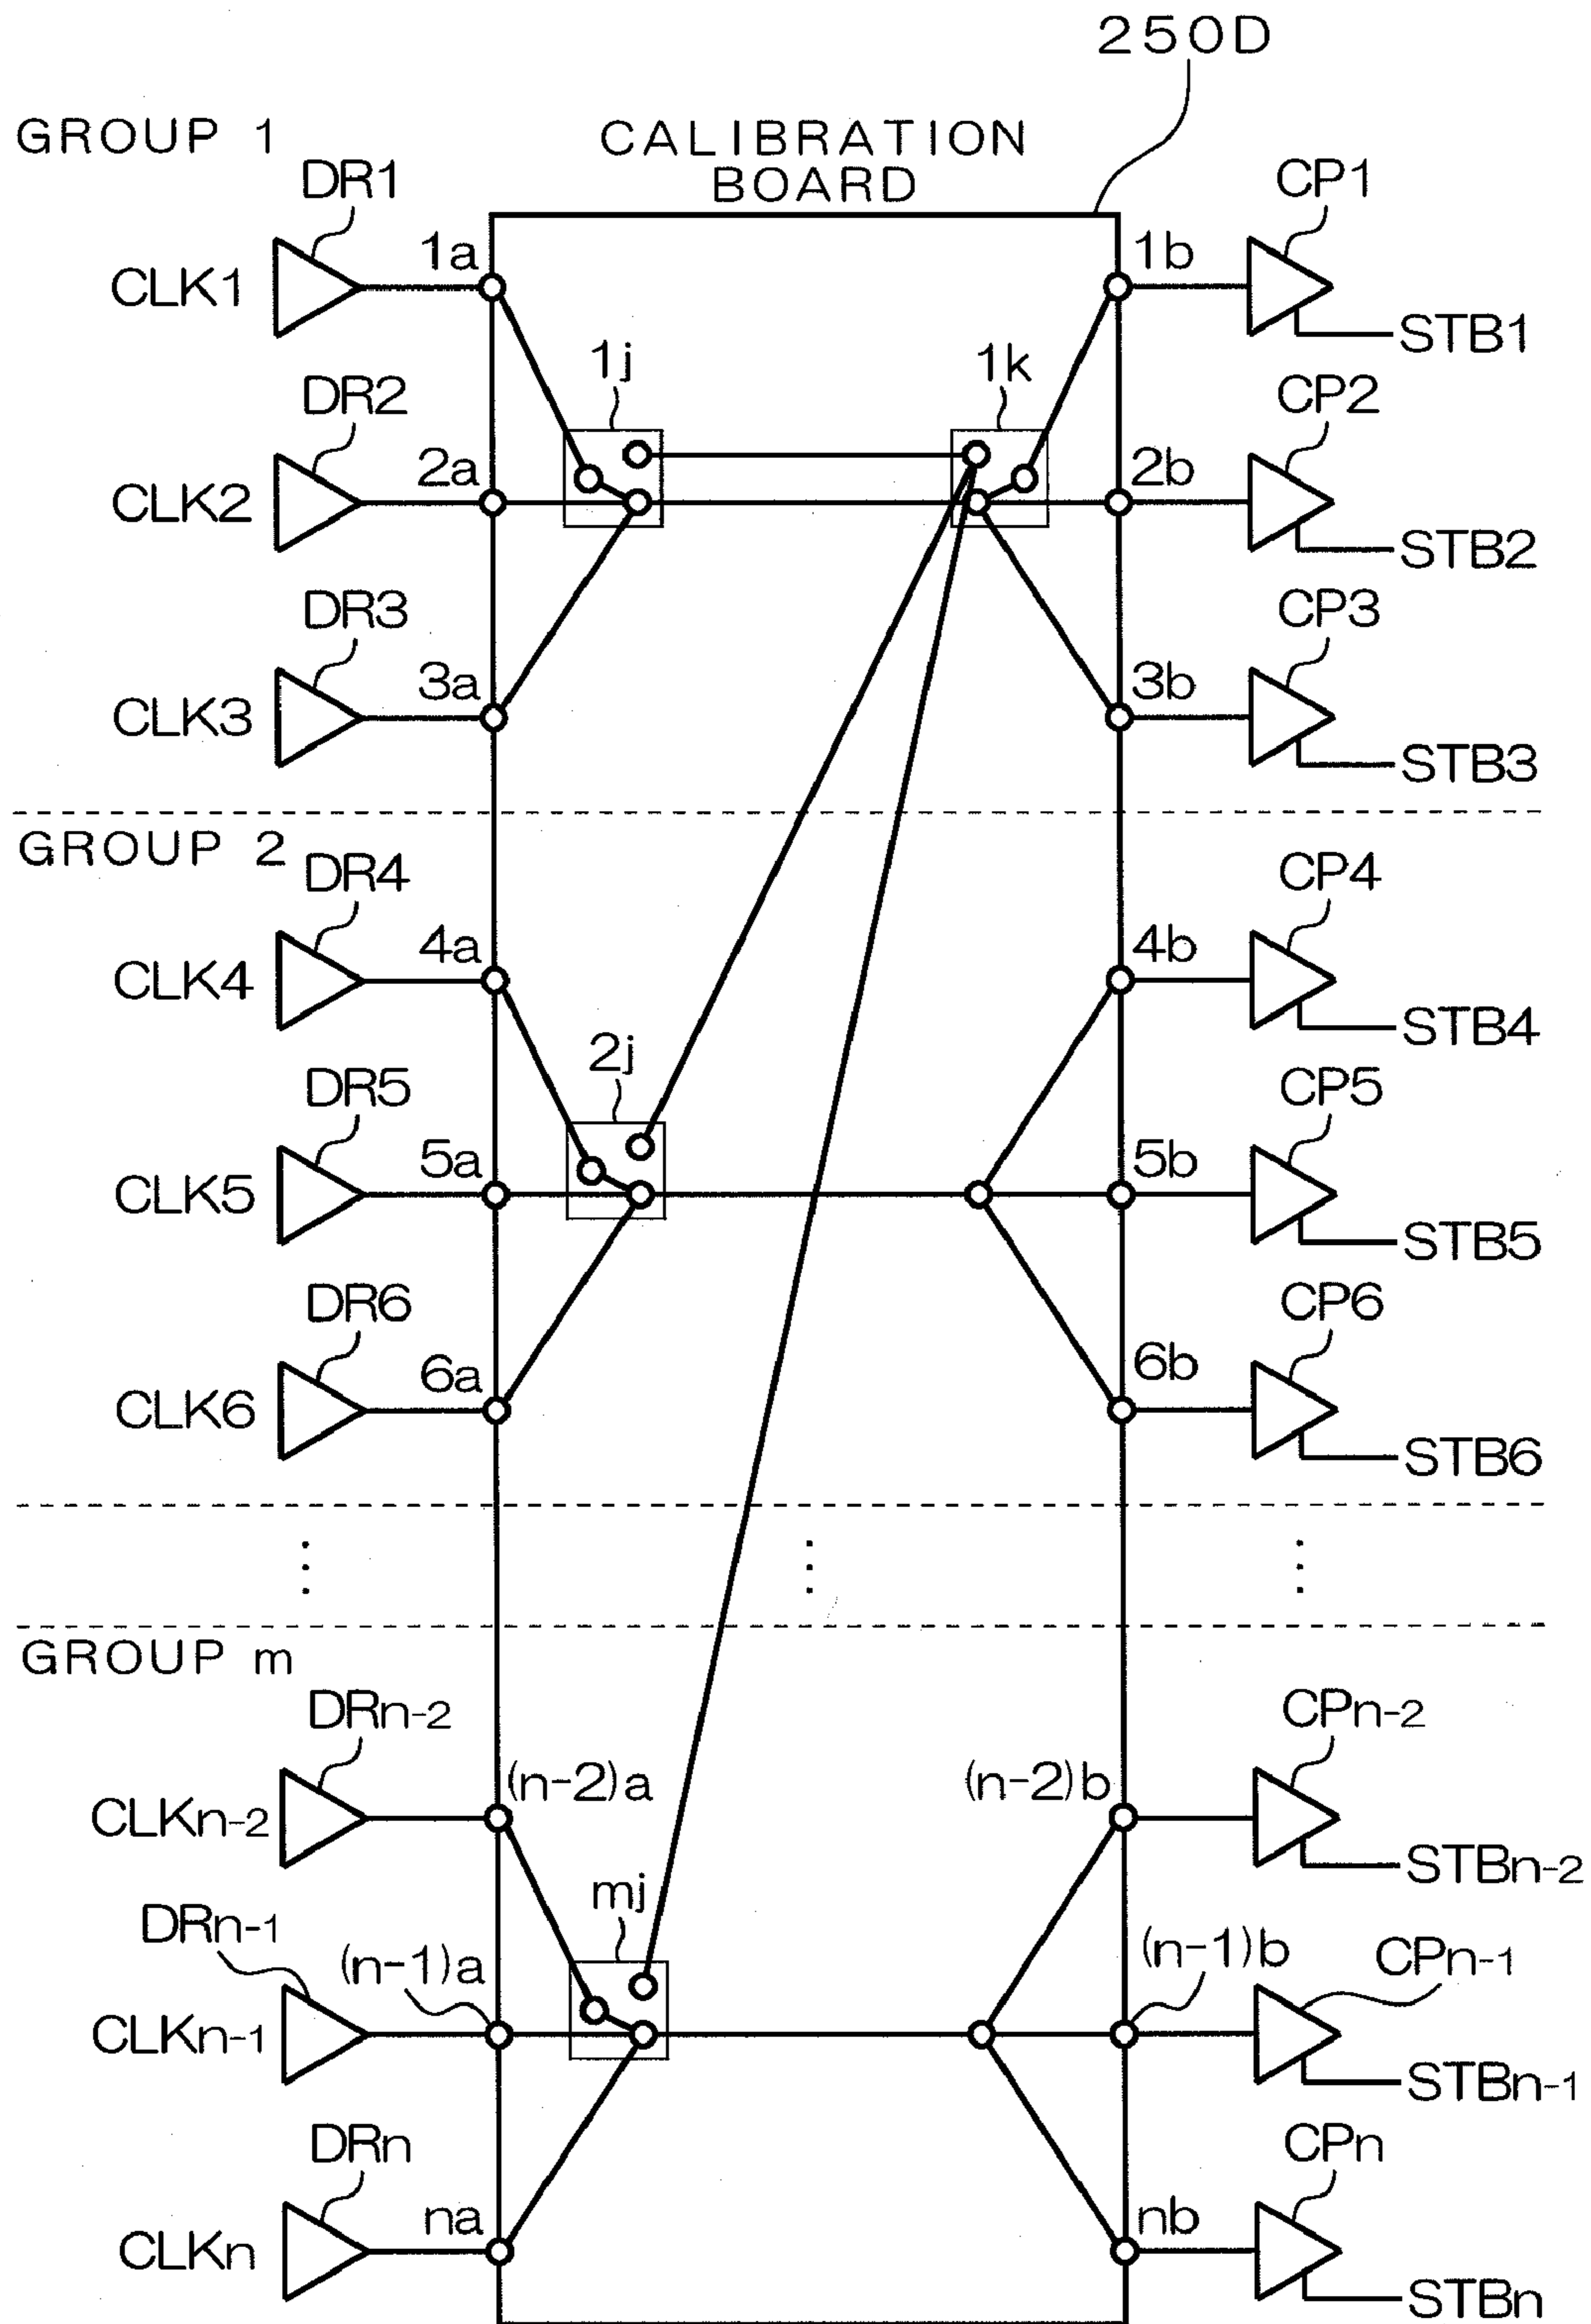 250D
GROUP 1
CALIBRATION
BOARD
DR1
CP1
1a
1b
CLK1
STB1
1j
1k
DR2
CP2
2a
2b
CLK2
STB2
DR3
CP3
3a
3b
CLK3
STB3
GROUP 2
DR4
CP4
4a
4b
CLK4
STB4
2j
DR5
CP5
5a
5b
CLK5
STB5
DR6
CP6
6a
6b
CLK6
STB6
GROUP m
DRn-2
CPn-2
(n-2)a
(n-2)b
CLKn-2
STBn-2
mj
DRn-1
CPn-1
(n-1)a
(n-1)b
CLKn-1
STBn-1
DRn
CPn
na
nb
CLKn
STBn